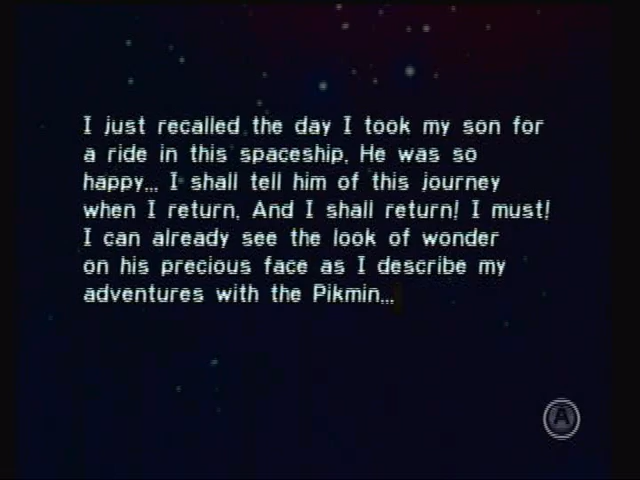 I just recalled the day I took my son for
a ride in this spaceship. He was so
happy... I shall tell him of this journey
when I return. And I shall return! I must!
I can already see the look of wonder
on his precious face as I describe my
adventures with the Pikmin...
A